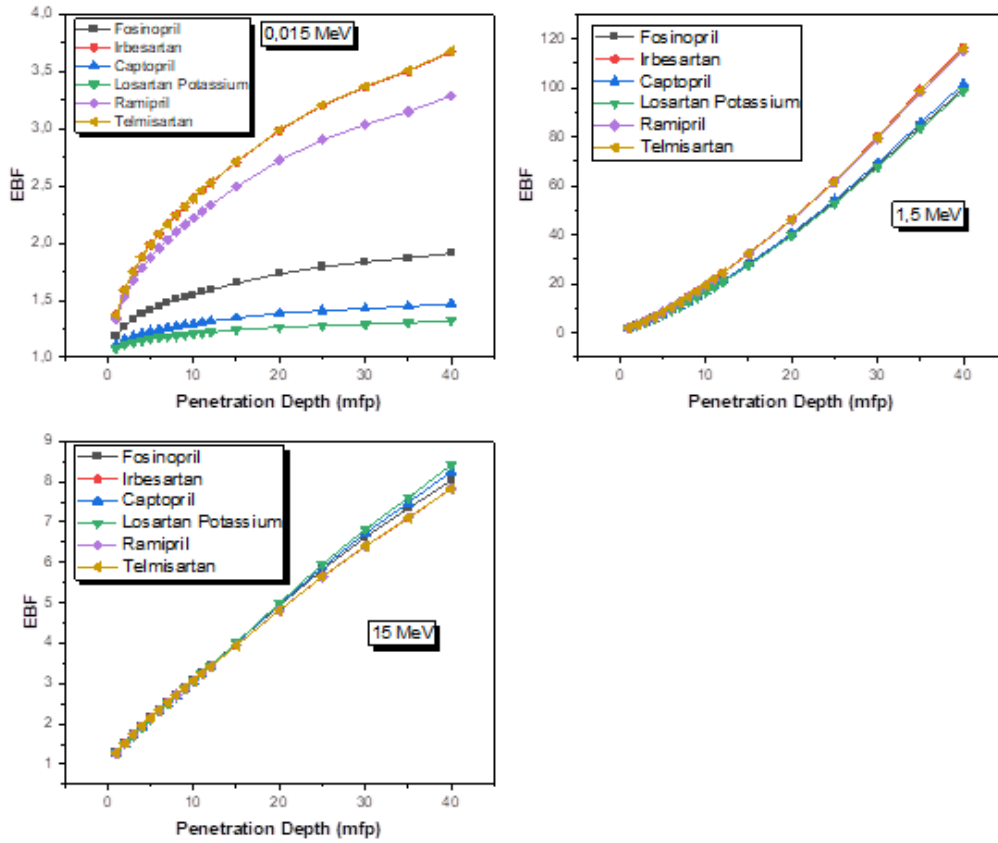 4,0
3,5
3,0
2,5
2,0
1,5
1,0
EBF
Fosinopril
Irbesartan
Captopril
Losartan Potassium
Ramipril
Telmisartan
0,015 MeV
0 10 20 30 40
Penetration Depth (mfp)
120
100
80
60
40
20
0
EBF
Fosinopril
Irbesartan
Captopril
Losartan Potassium
Ramipril
Telmisartan
1,5 MeV
0 10 20 30 40
Penetration Depth (mfp)
9
8
7
6
5
4
3
2
1
EBF
Fosinopril
Irbesartan
Captopril
Losartan Potassium
Ramipril
Telmisartan
15 MeV
0 10 20 30 40
Penetration Depth (mfp)